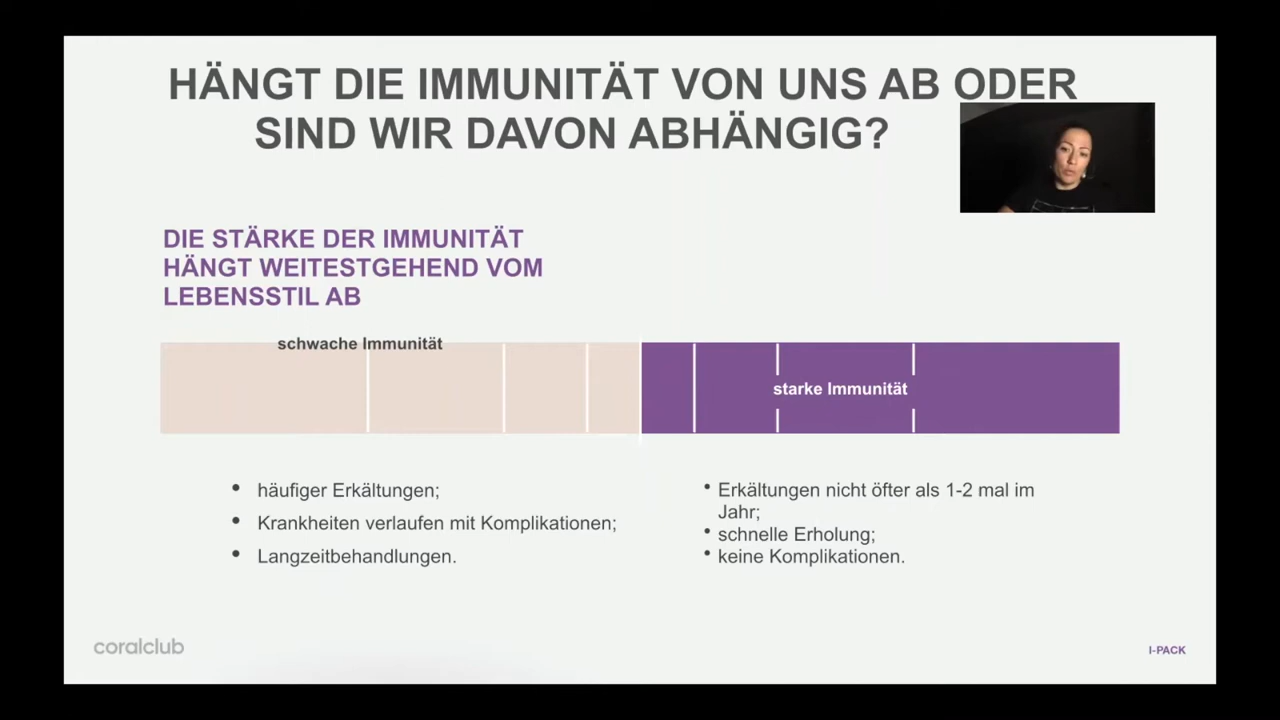 HÄNGT DIE IMMUNITÄT VON UNS AB ODER
SIND WIR DAVON ABHÄNGIG?
DIE STÄRKE DER IMMUNITÄT
HÄNGT WEITESTGEHEND VOM
LEBENSSTIL AB
schwache Immunität
starke Immunität
• häufiger Erkältungen;
• Krankheiten verlaufen mit Komplikationen;
• Langzeitbehandlungen.
• Erkältungen nicht öfter als 1-2 mal im
Jahr;
• schnelle Erholung;
• keine Komplikationen.
coralclub
I-PACK